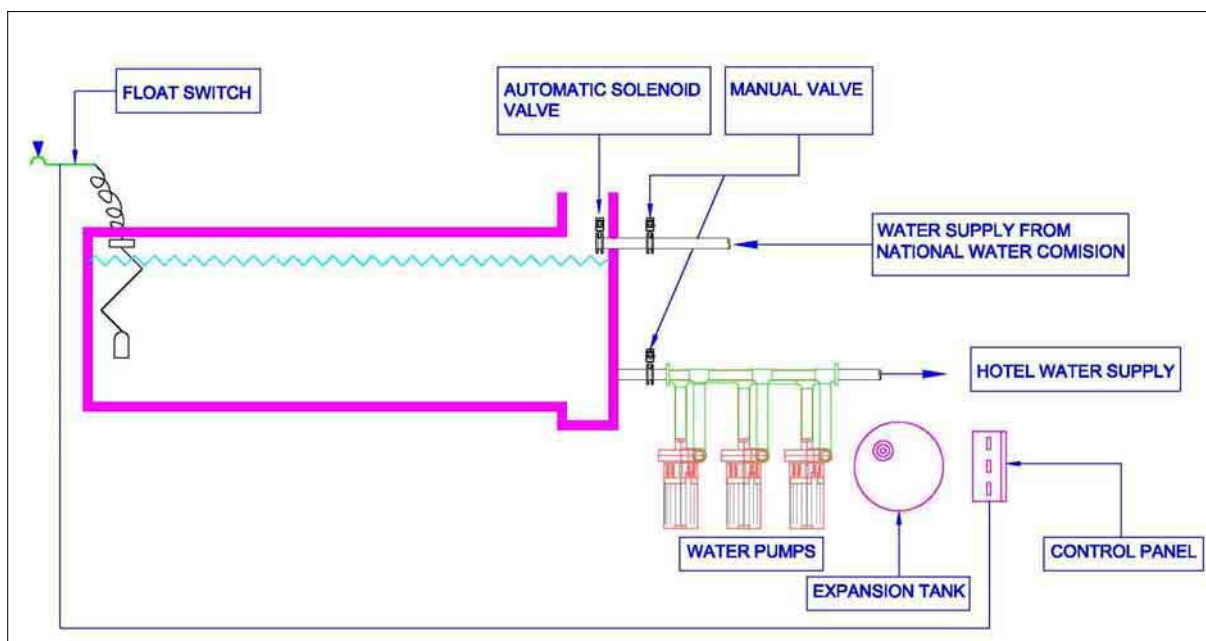 FLOAT SWITCH
AUTOMATIC SOLENOID
VALVE
MANUAL VALVE
WATER SUPPLY FROM
NATIONAL WATER COMISION
HOTEL WATER SUPPLY
WATER PUMPS
EXPANSION TANK
CONTROL PANEL